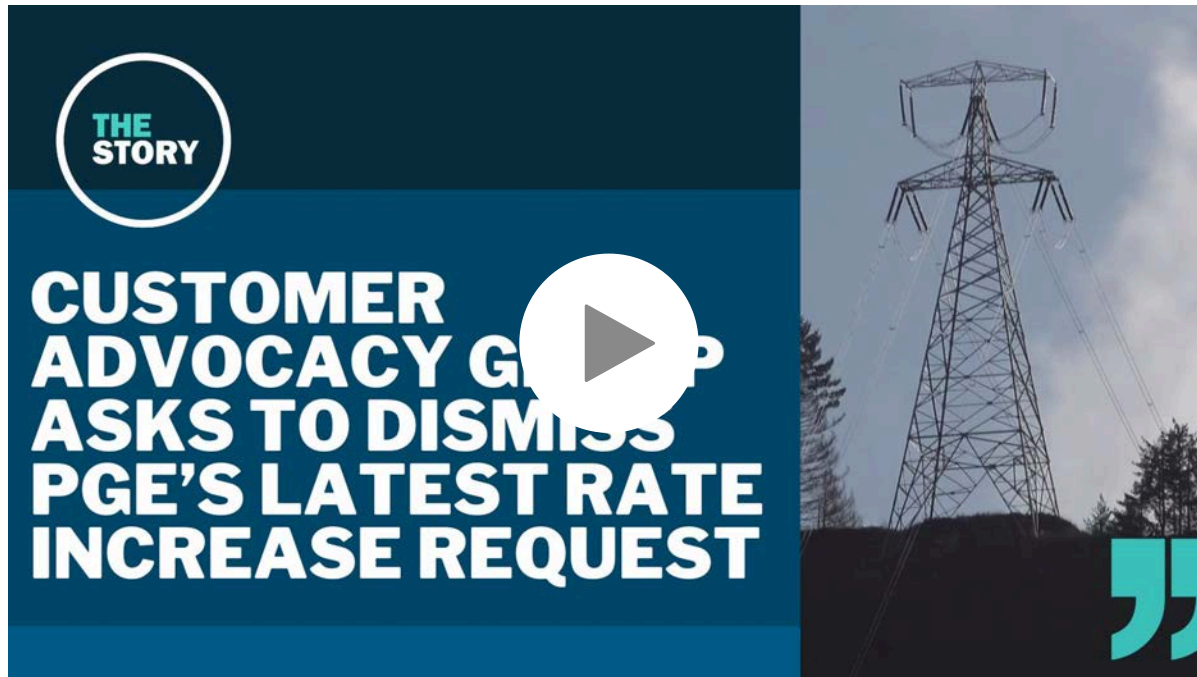 THE
STORY
CUSTOMER
ADVOCACY
ASKS TO DISMISS
PGE'S LATEST RATE
INCREASE REQUEST